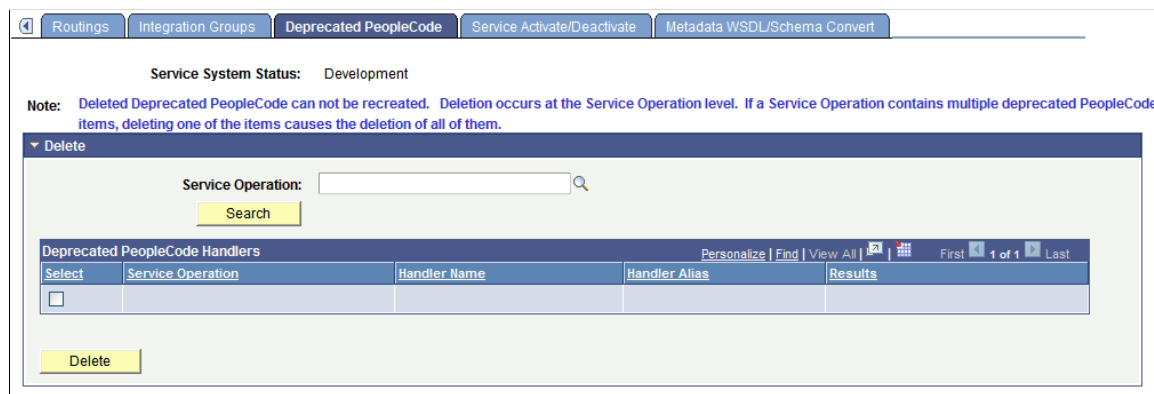 Routings Integration Groups Deprecated PeopleCode Service Activate/Deactivate Metadata WSDL/Schema Convert
Service System Status: Development
Note: Deleted Deprecated PeopleCode can not be recreated. Deletion occurs at the Service Operation level. If a Service Operation contains multiple deprecated PeopleCode
items, deleting one of the items causes the deletion of all of them.
Delete
Service Operation:
Search
Deprecated PeopleCode Handlers Personalize | Find | View All | | First 1 of 1 Last
Select Service Operation Handler Name Handler Alias Results
Delete